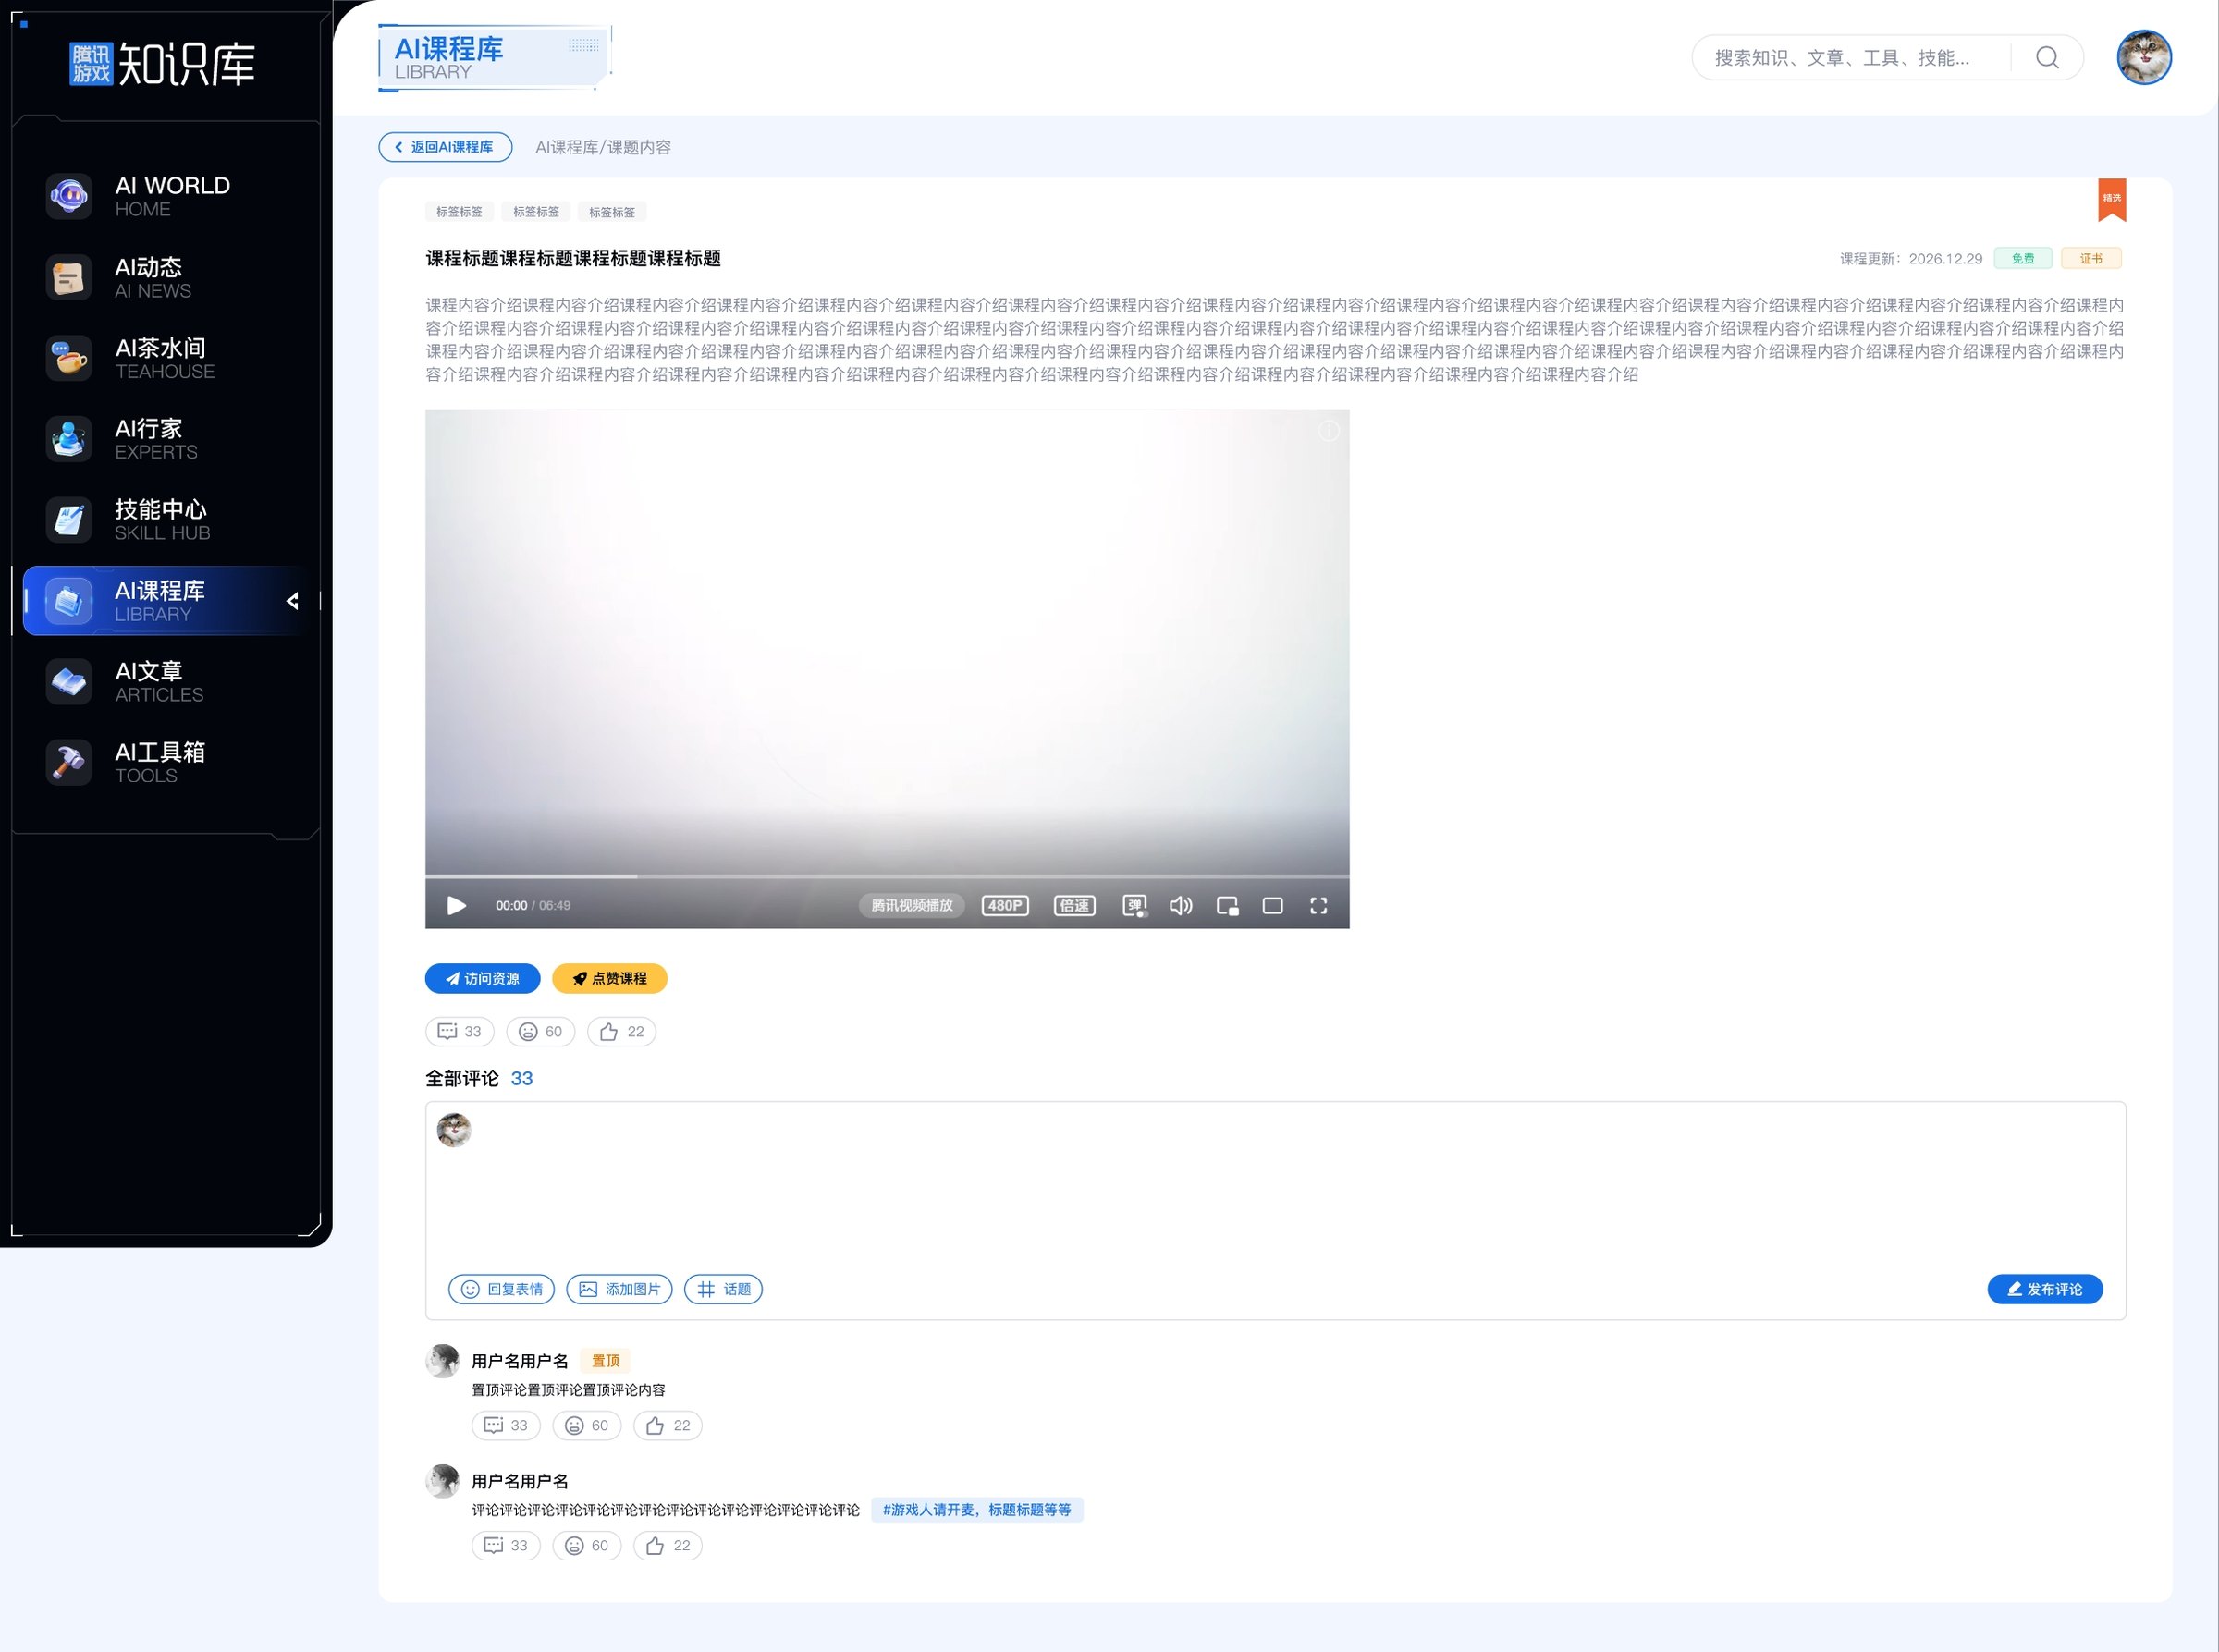 腾讯游戏 知识库
AI WORLD
HOME
AI动态
AI NEWS
AI茶水间
TEAHOUSE
AI行家
EXPERTS
技能中心
SKILL HUB
AI课程库
LIBRARY
AI文章
ARTICLES
AI工具箱
TOOLS
AI课程库
LIBRARY
搜索知识、文章、工具、技能...
返回AI课程库 AI课程库/课题内容
标签标签 标签标签 标签标签 精选
课程标题课程标题课程标题课程标题 课程更新：2026.12.29 免费 证书
课程内容介绍课程内容介绍课程内容介绍课程内容介绍课程内容介绍课程内容介绍课程内容介绍课程内容介绍课程内容介绍课程内容介绍课程内容介绍课程内容介绍课程内容介绍课程内容介绍课程内容介绍课程内容介绍课程内容介绍课程内
容介绍课程内容介绍课程内容介绍课程内容介绍课程内容介绍课程内容介绍课程内容介绍课程内容介绍课程内容介绍课程内容介绍课程内容介绍课程内容介绍课程内容介绍课程内容介绍课程内容介绍课程内容介绍课程内容介绍课程内容介绍
课程内容介绍课程内容介绍课程内容介绍课程内容介绍课程内容介绍课程内容介绍课程内容介绍课程内容介绍课程内容介绍课程内容介绍课程内容介绍课程内容介绍课程内容介绍课程内容介绍课程内容介绍课程内容介绍课程内容介绍课程内
容介绍课程内容介绍课程内容介绍课程内容介绍课程内容介绍课程内容介绍课程内容介绍课程内容介绍课程内容介绍课程内容介绍课程内容介绍课程内容介绍课程内容介绍
00:00 / 06:49 腾讯视频播放 480P 倍速 弹
访问资源 点赞课程
33 60 22
全部评论 33
回复表情 添加图片 话题 发布评论
用户名用户名 置顶
置顶评论置顶评论置顶评论内容
33 60 22
用户名用户名
评论评论评论评论评论评论评论评论评论评论评论评论评论评论 #游戏人请开麦，标题标题等等
33 60 22